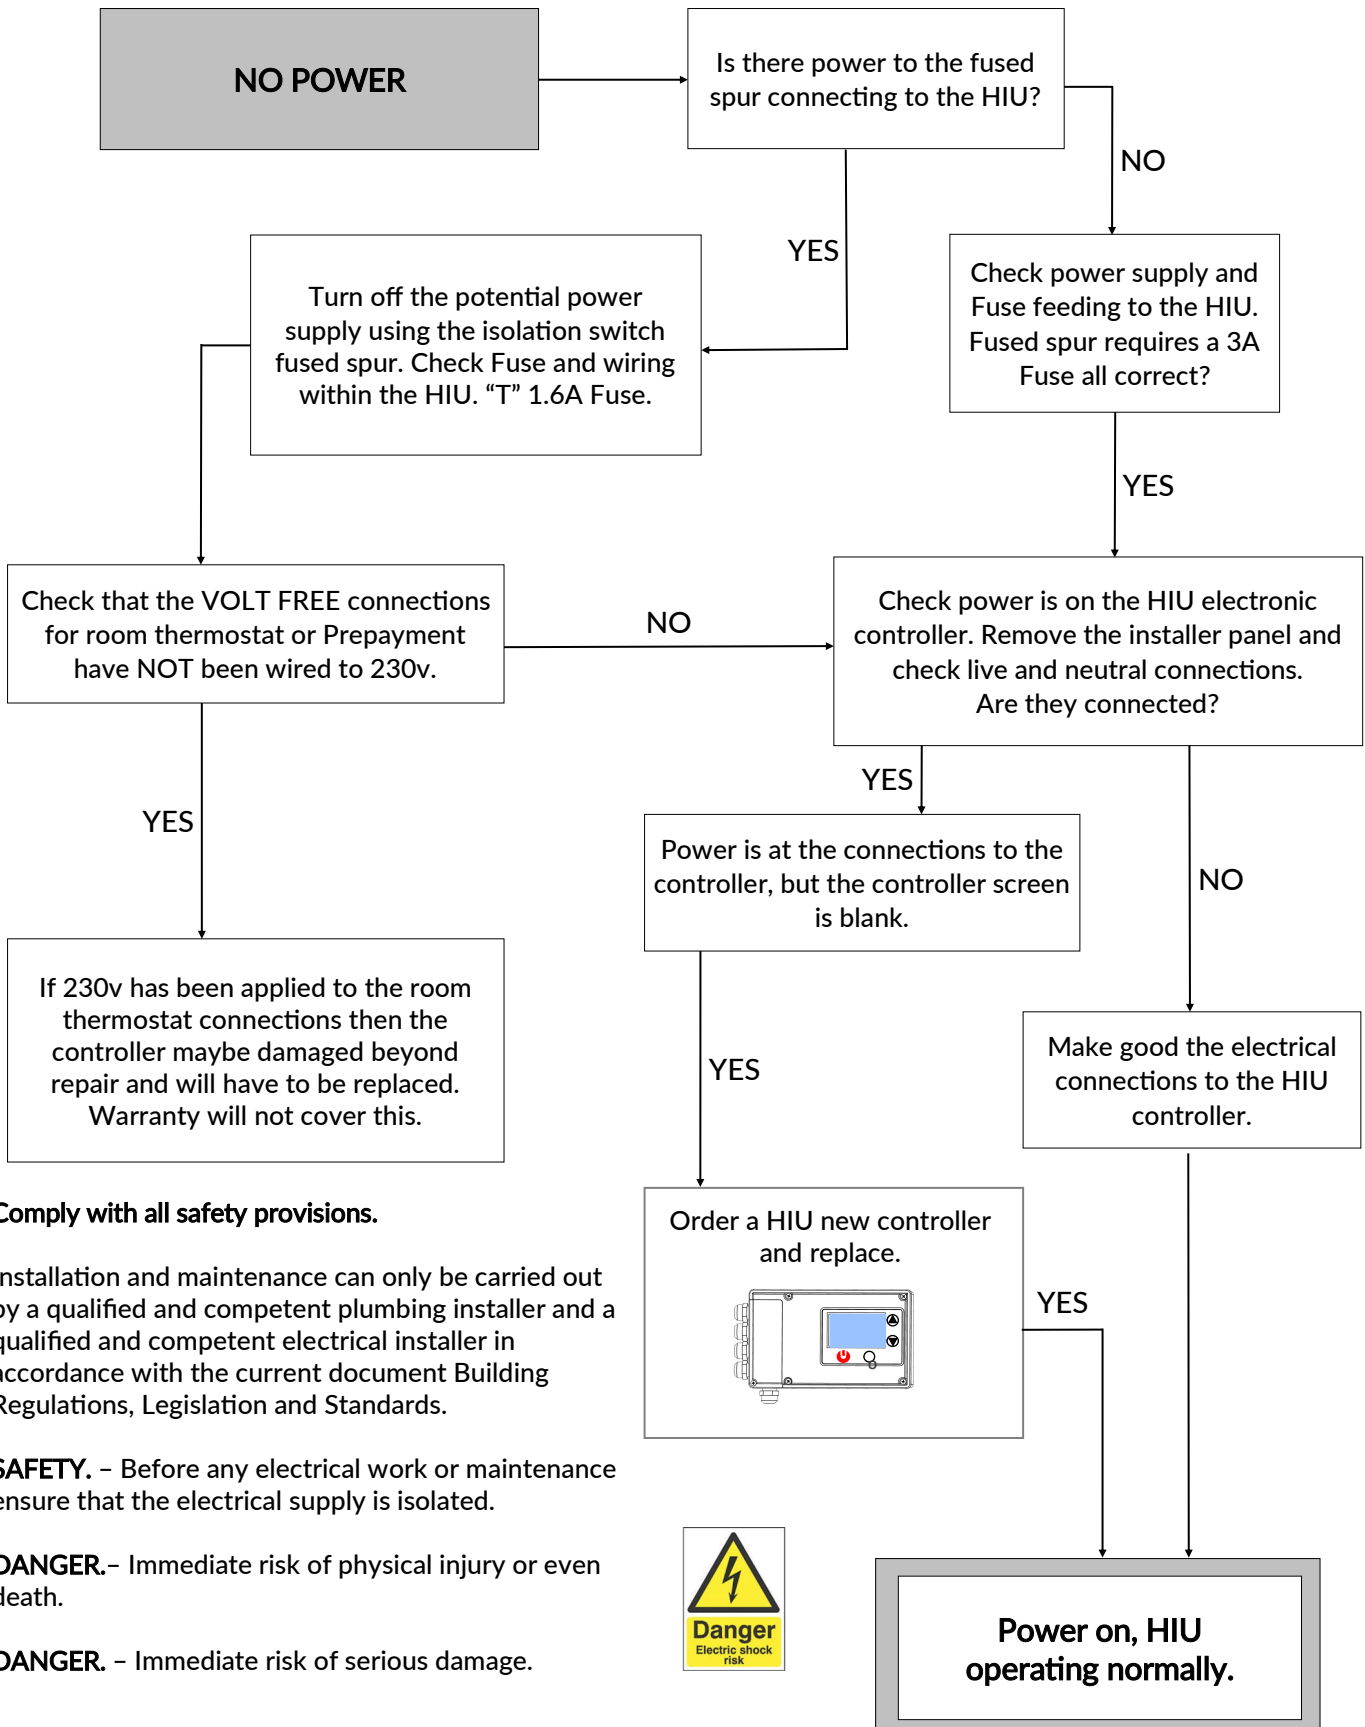 NO POWER
Is there power to the fused
spur connecting to the HIU?
NO
YES
Turn off the potential power
supply using the isolation switch
fused spur. Check Fuse and wiring
within the HIU. “T” 1.6A Fuse.
Check power supply and
Fuse feeding to the HIU.
Fused spur requires a 3A
Fuse all correct?
YES
Check that the VOLT FREE connections
for room thermostat or Prepayment
have NOT been wired to 230v.
NO
Check power is on the HIU electronic
controller. Remove the installer panel and
check live and neutral connections.
Are they connected?
YES
YES
Power is at the connections to the
controller, but the controller screen
is blank.
NO
If 230v has been applied to the room
thermostat connections then the
controller maybe damaged beyond
repair and will have to be replaced.
Warranty will not cover this.
YES
Make good the electrical
connections to the HIU
controller.
Order a HIU new controller
and replace.
YES
Comply with all safety provisions.
Installation and maintenance can only be carried out
by a qualified and competent plumbing installer and a
qualified and competent electrical installer in
accordance with the current document Building
Regulations, Legislation and Standards.
SAFETY. – Before any electrical work or maintenance
ensure that the electrical supply is isolated.
DANGER.– Immediate risk of physical injury or even
death.
DANGER. – Immediate risk of serious damage.
Danger
Electric shock
risk
Power on, HIU
operating normally.